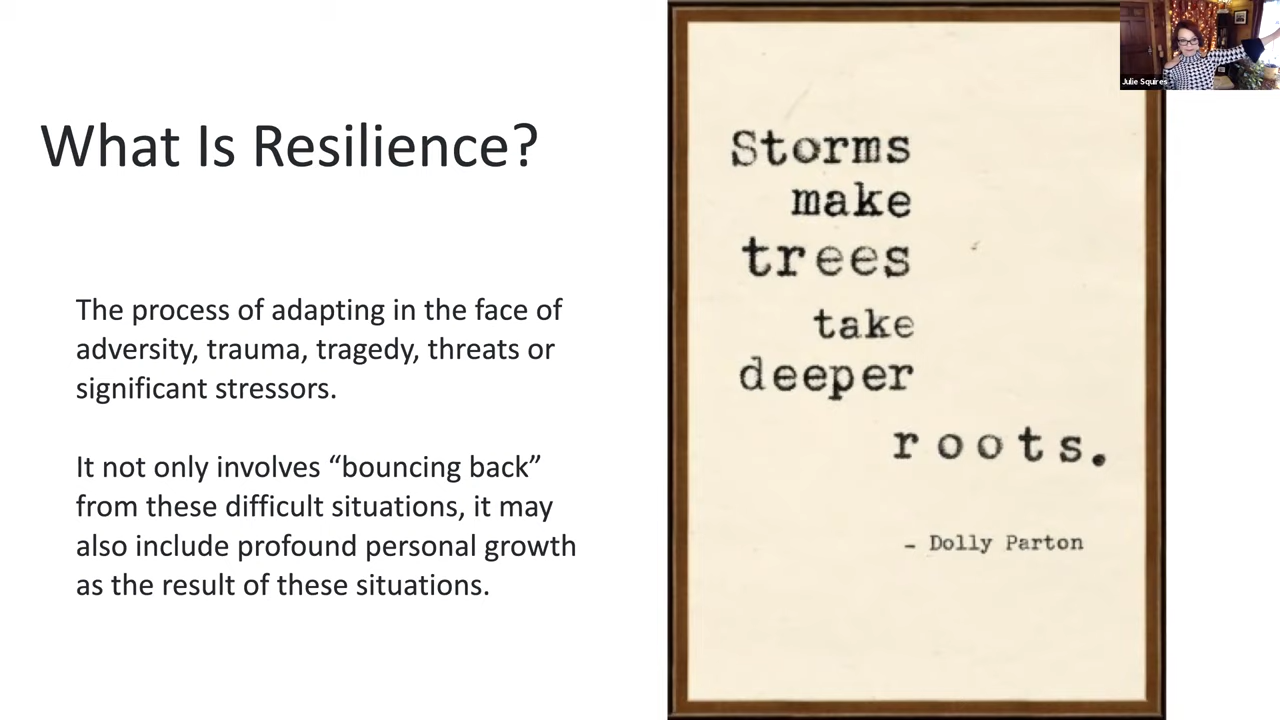 What Is Resilience?
The process of adapting in the face of
adversity, trauma, tragedy, threats or
significant stressors.
It not only involves “bouncing back”
from these difficult situations, it may
also include profound personal growth
as the result of these situations.
Storms
make
trees
take
deeper
roots.
– Dolly Parton
Julie Squires